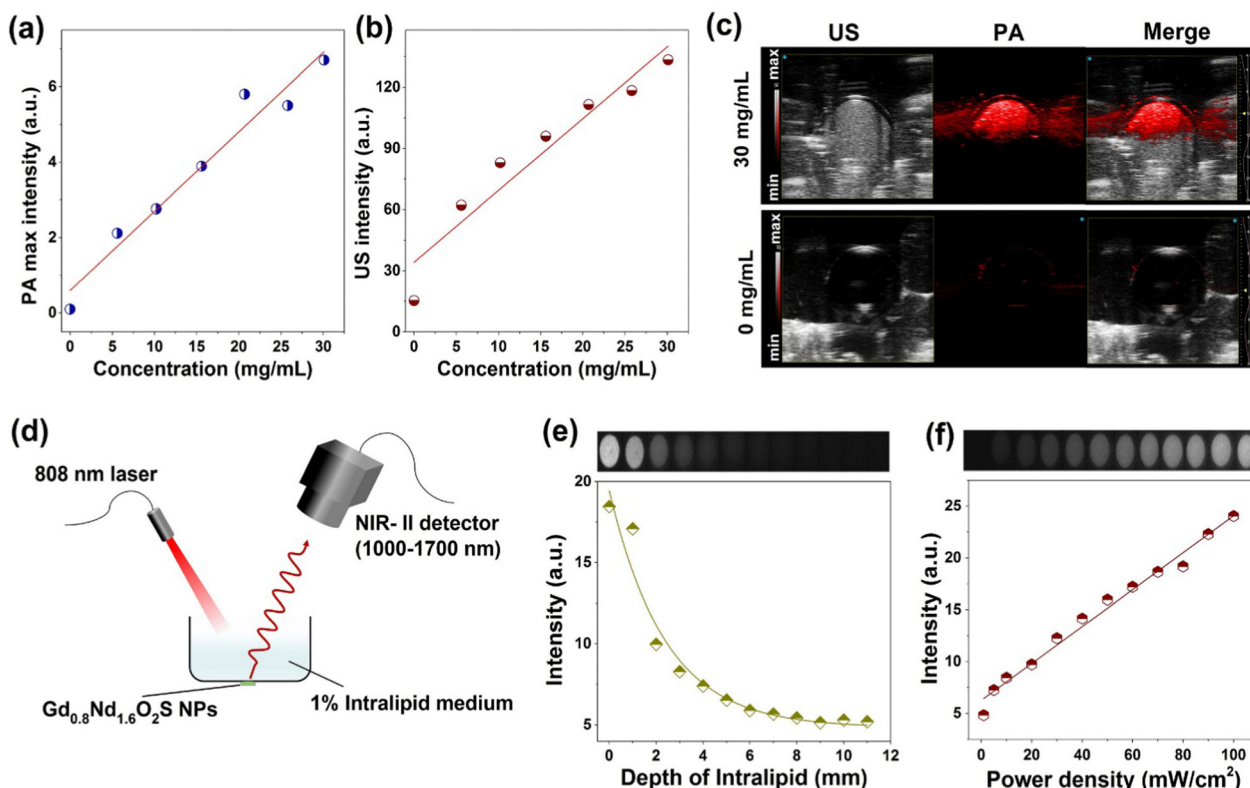 (a)
PA max intensity (a.u.)
6
4
2
0
0 5 10 15 20 25 30
Concentration (mg/mL)
(b)
US intensity (a.u.)
120
90
60
30
0
0 5 10 15 20 25 30
Concentration (mg/mL)
(c)
US PA Merge
30 mg/mL
max
min
0 mg/mL
max
min
(d)
808 nm laser
NIR- II detector
(1000-1700 nm)
Gd₀.₈Nd₁.₆O₂S NPs
1% Intralipid medium
(e)
Intensity (a.u.)
20
15
10
5
0 2 4 6 8 10 12
Depth of Intralipid (mm)
(f)
Intensity (a.u.)
25
20
15
10
5
0 20 40 60 80 100
Power density (mW/cm²)